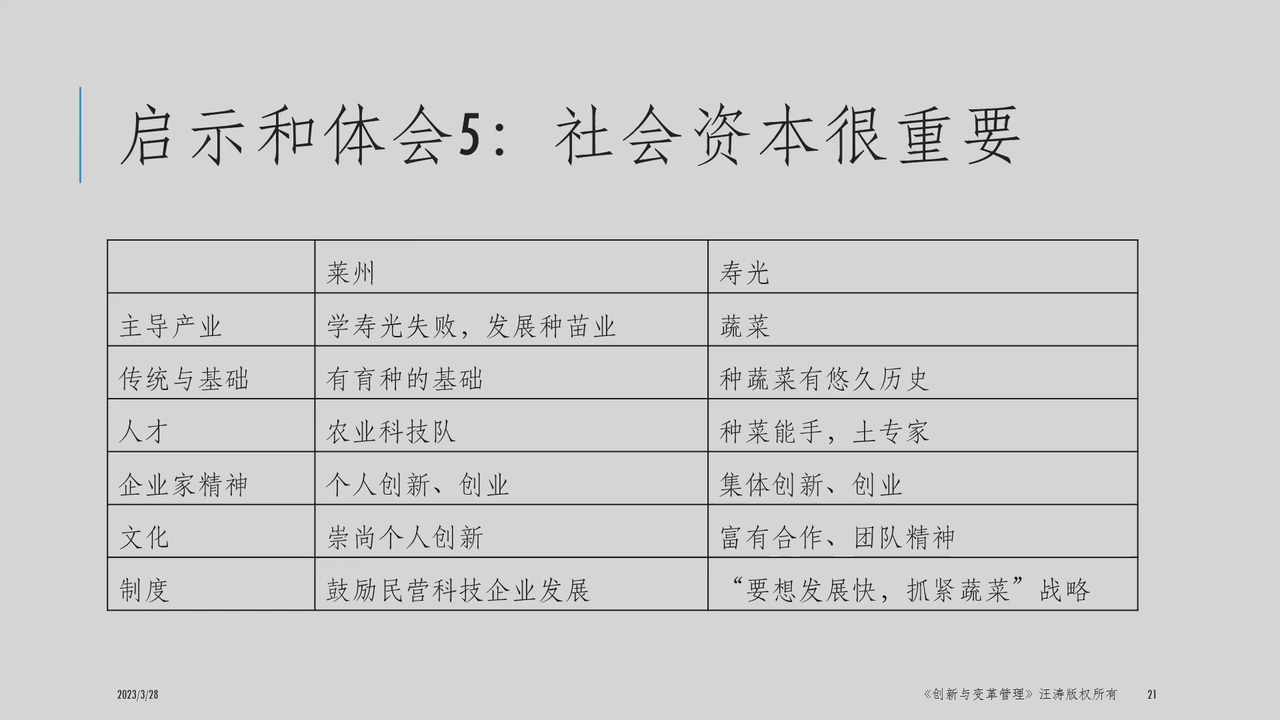 启示和体会5：社会资本很重要
莱州 寿光
主导产业 学寿光失败，发展种苗业 蔬菜
传统与基础 有育种的基础 种蔬菜有悠久历史
人才 农业科技队 种菜能手，土专家
企业家精神 个人创新、创业 集体创新、创业
文化 崇尚个人创新 富有合作、团队精神
制度 鼓励民营科技企业发展 “要想发展快，抓紧蔬菜”战略
2023/3/28 《创新与变革管理》汪涛版权所有 21